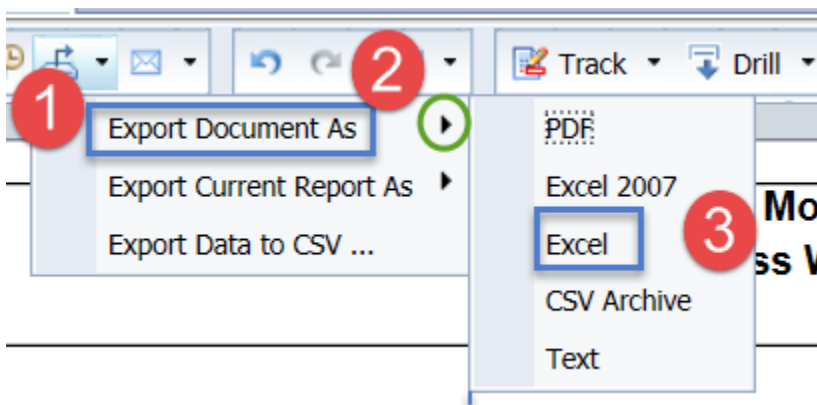 Track Drill
1 2
Export Document As PDF
Export Current Report As Excel 2007
Mo
3
Export Data to CSV ... Excel
ss
CSV Archive
Text